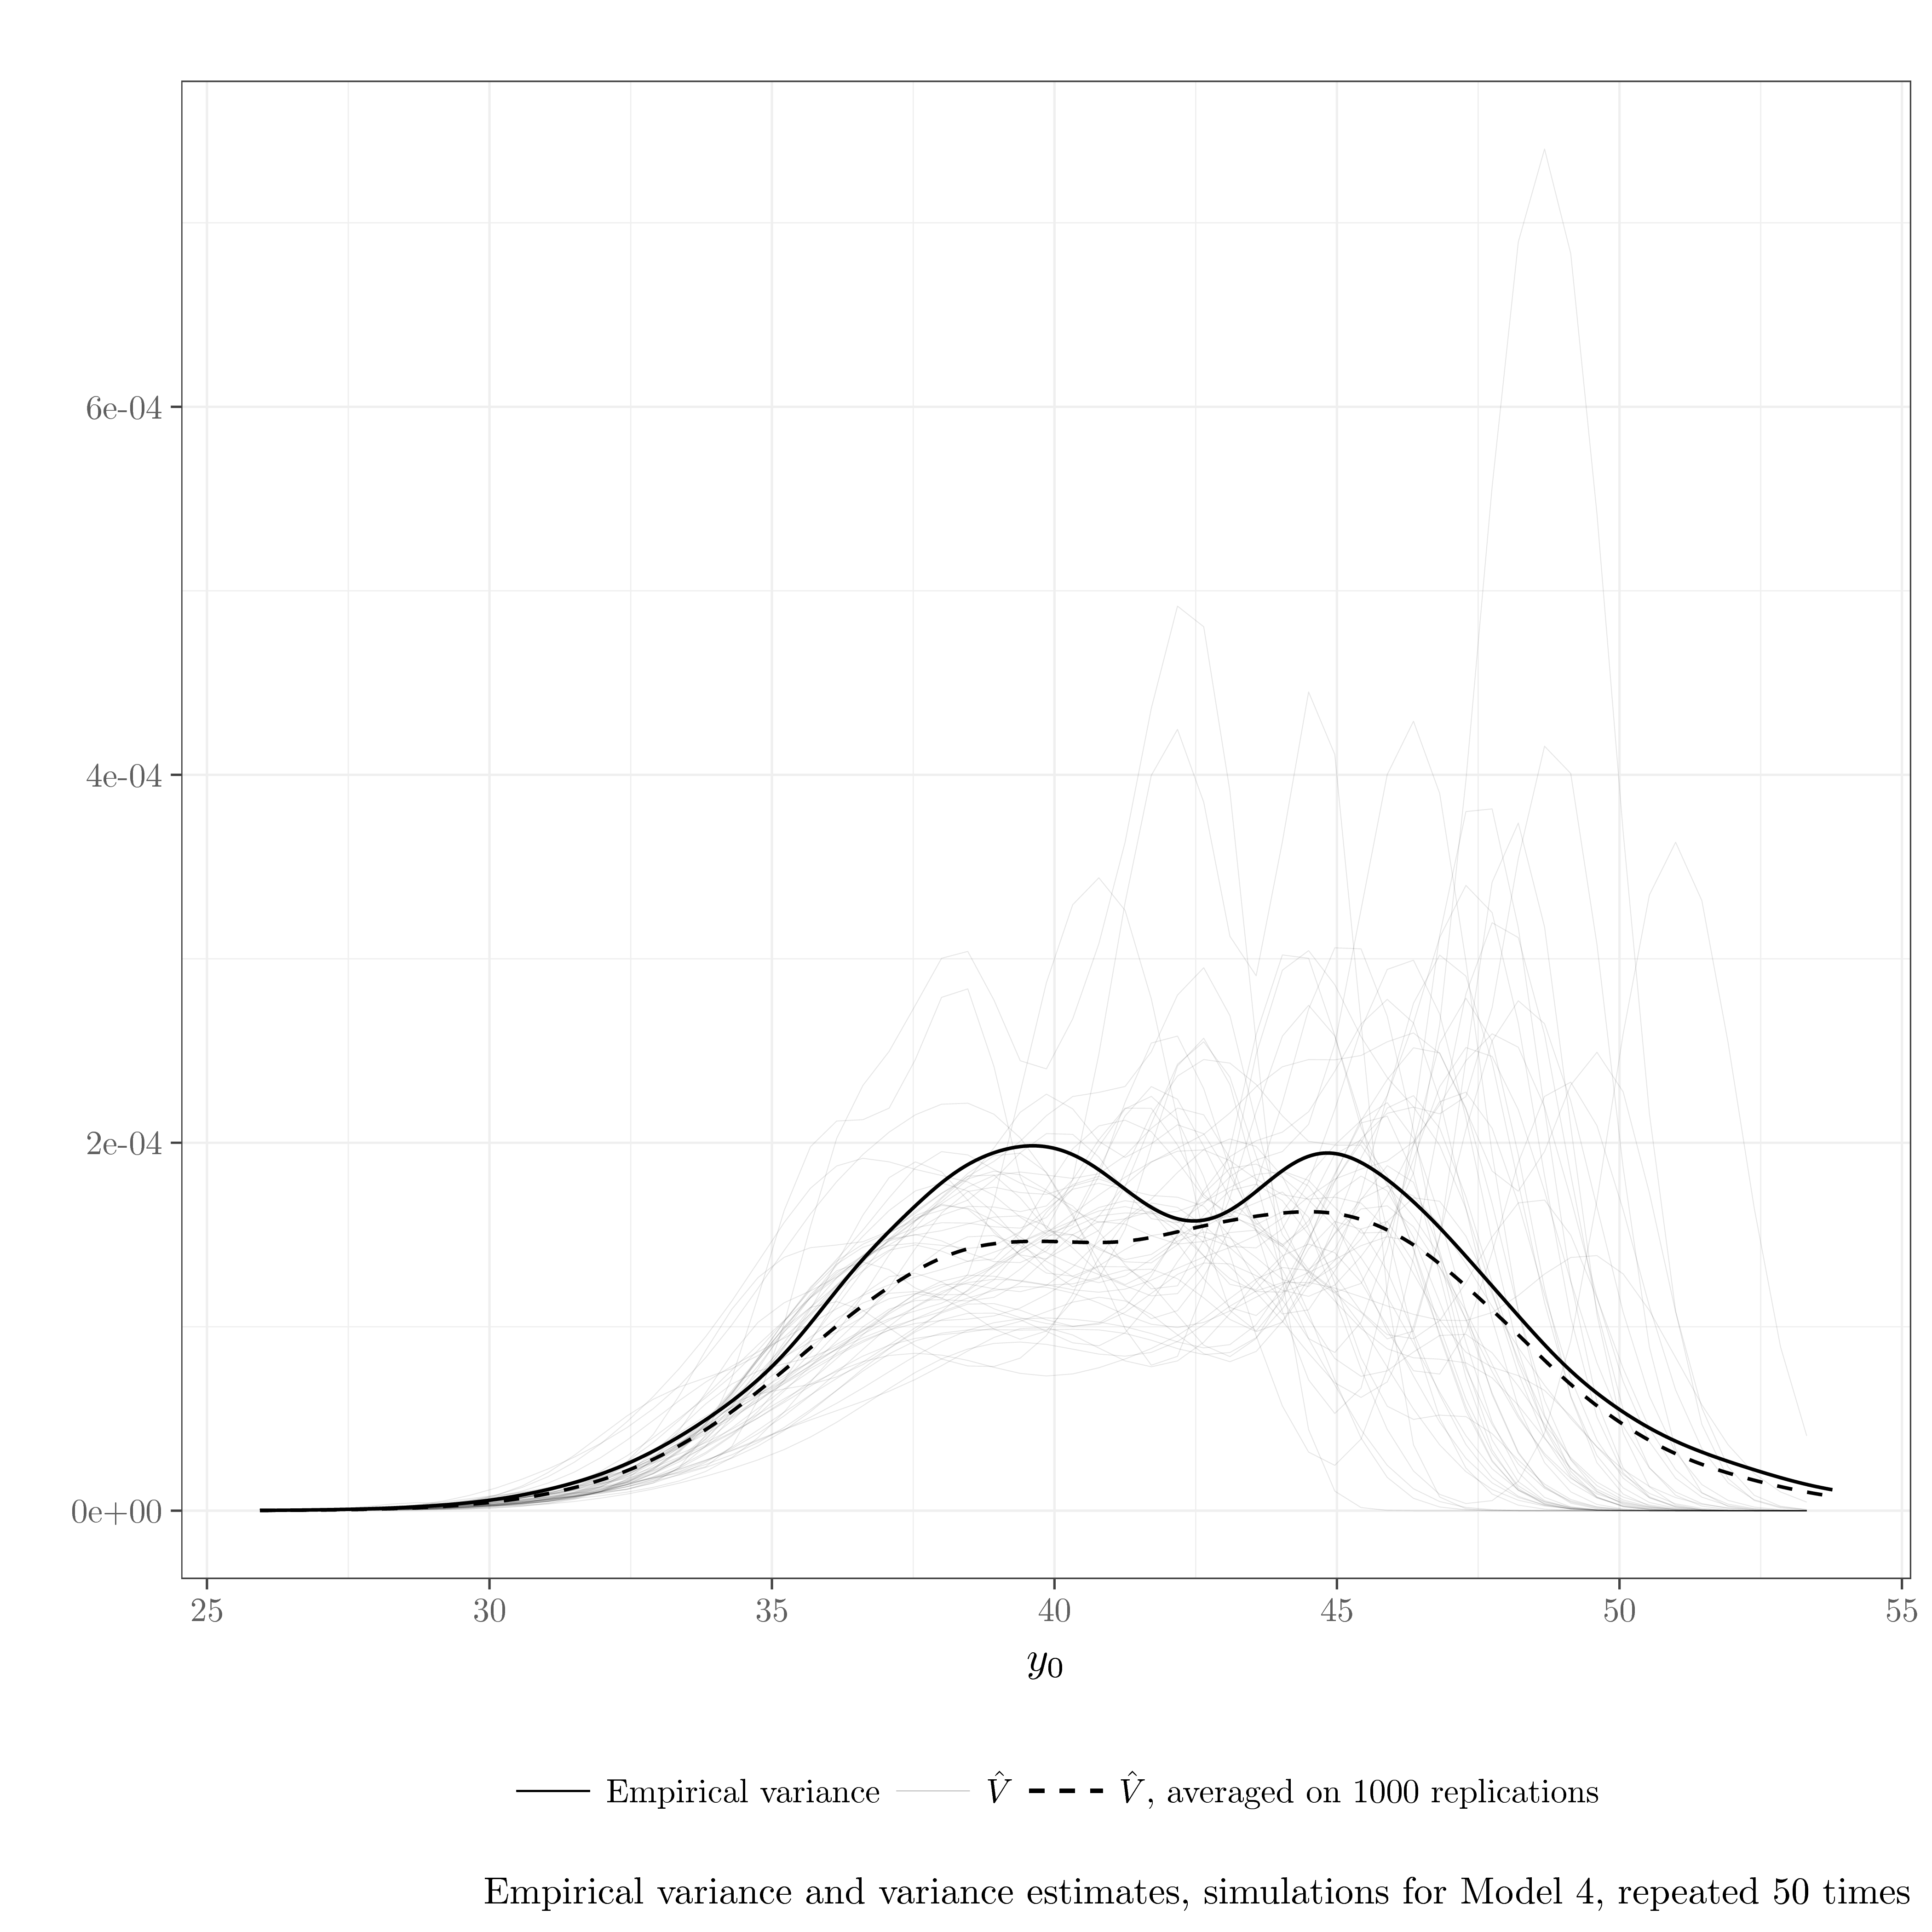 6e-04
4e-04
2e-04
0e+00
25 30 35 40 45 50 55
y₀
Empirical variance V̂ V̂, averaged on 1000 replications
Empirical variance and variance estimates, simulations for Model 4, repeated 50 times